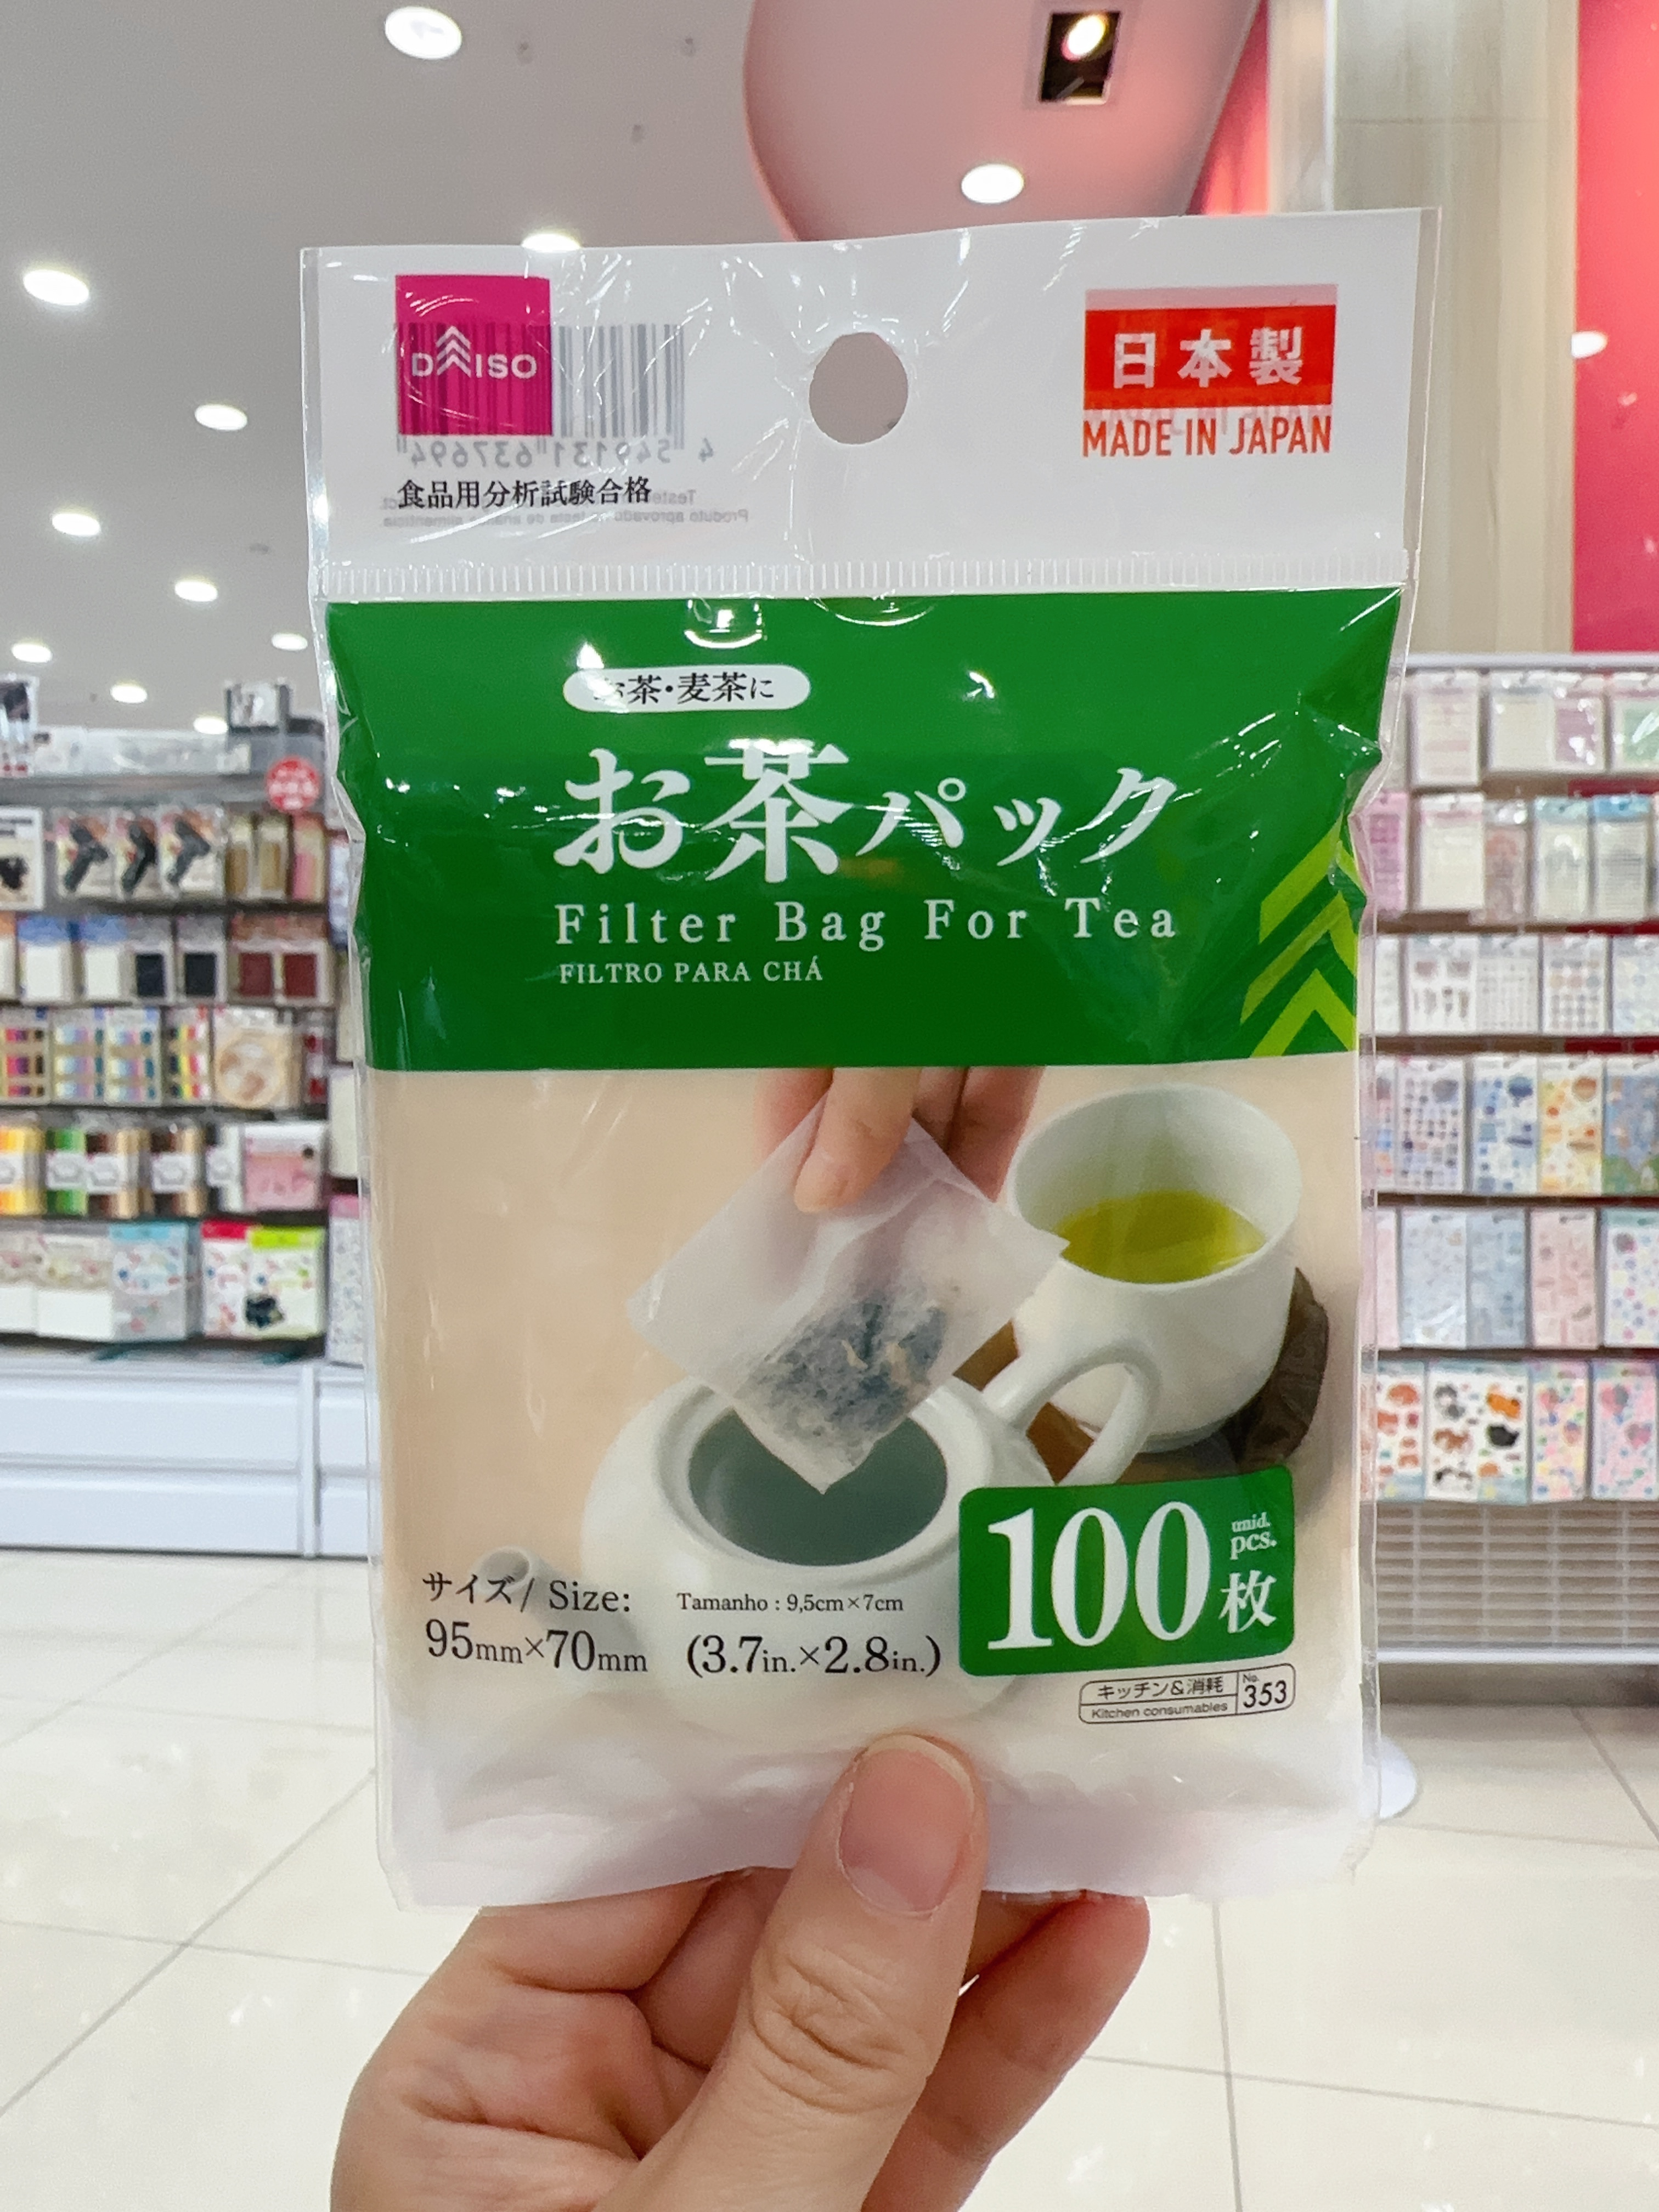 DAISO
日本製
MADE IN JAPAN
4 549131 637694
食品用分析試験合格
お茶・麦茶に
お茶パック
Filter Bag For Tea
FILTRO PARA CHÁ
100 unid. pcs. 枚
サイズ/ Size:
Tamanho : 9,5cm×7cm
95mm×70mm (3.7in.×2.8in.)
キッチン&消耗
Kitchen consumables
No. 353